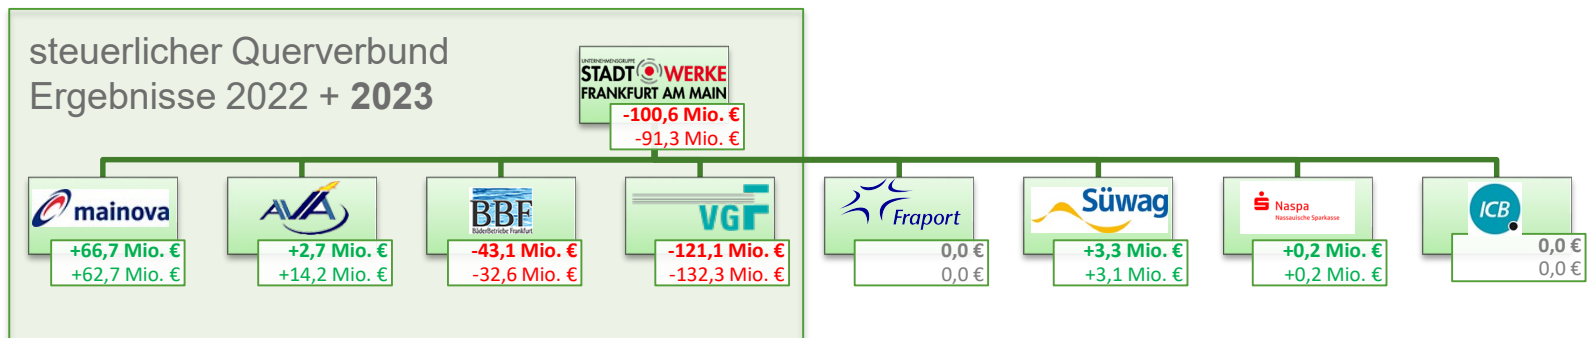 steuerlicher Querverbund
Ergebnisse 2022 + 2023
UNTERNEHMENSGRUPPE
STADT WERKE
FRANKFURT AM MAIN
-100,6 Mio. €
-91,3 Mio. €
mainova
+66,7 Mio. €
+62,7 Mio. €
AVA
+2,7 Mio. €
+14,2 Mio. €
BBF
BäderBetriebe Frankfurt
-43,1 Mio. €
-32,6 Mio. €
VGF
-121,1 Mio. €
-132,3 Mio. €
Fraport
0,0 €
0,0 €
Süwag
+3,3 Mio. €
+3,1 Mio. €
Naspa
Nassauische Sparkasse
+0,2 Mio. €
+0,2 Mio. €
ICB
0,0 €
0,0 €